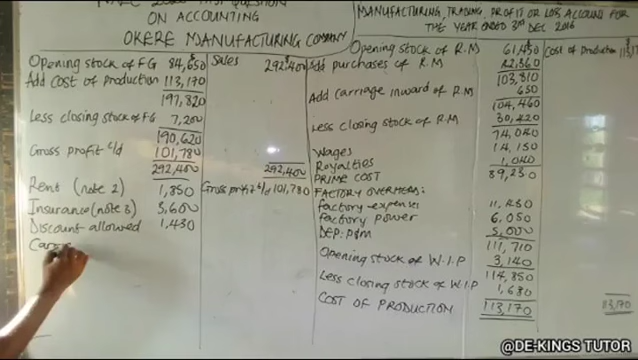 ON ACCOUNTING
OKERE MANUFACTURING COMPANY
Opening stock of FG 84,650
Add Cost of production 113,170
197,820
Less closing stock of FG 7,200
190,620
Gross profit c/d 101,780
292,400
Rent (note 2) 1,850
Insurance (note 3) 3,600
Discount allowed 1,430
Sales 292,400
292,400
Gross profit b/d 101,780
MANUFACTURING, TRADING, PROFIT OR LOSS ACCOUNT FOR
THE YEAR ENDED 31st DEC 2016
Opening stock of R.M 61,450
Add purchases of R.M 42,360
103,810
Add carriage inward of R.M 650
104,460
Less closing stock of R.M 30,420
74,040
Wages 14,150
Royalties 1,040
PRIME COST 89,230
FACTORY OVERHEADS:
factory expenses
factory power 6,050
DEP: P&M 5,000
111,710
Opening stock of W.I.P 3,140
114,850
Less closing stock of W.I.P 1,680
COST OF PRODUCTION 113,170
Cost of Production
113,170
@DE-KINGS TUTOR